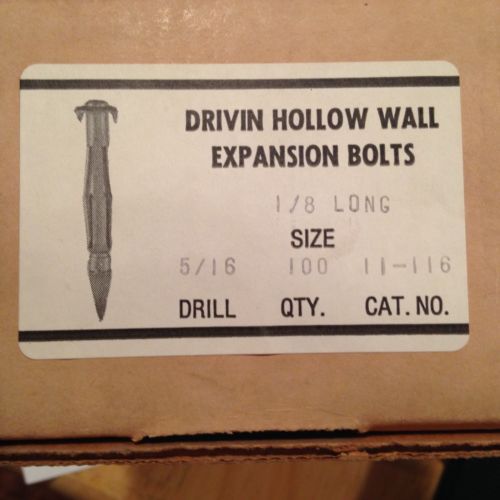 DRIVIN HOLLOW WALL
EXPANSION BOLTS
1/8 LONG
SIZE
5/16 100 11-116
DRILL QTY. CAT. NO.